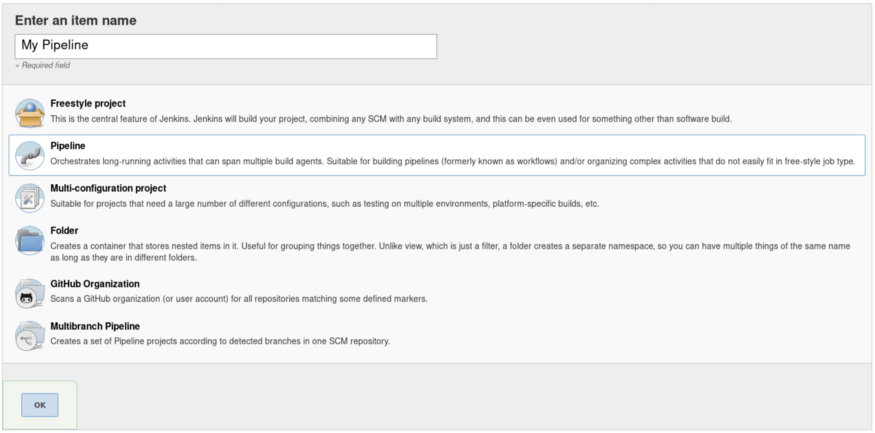 Enter an item name
My Pipeline
» Required field
Freestyle project
This is the central feature of Jenkins. Jenkins will build your project, combining any SCM with any build system, and this can be even used for something other than software build.
Pipeline
Orchestrates long-running activities that can span multiple build agents. Suitable for building pipelines (formerly known as workflows) and/or organizing complex activities that do not easily fit in free-style job type.
Multi-configuration project
Suitable for projects that need a large number of different configurations, such as testing on multiple environments, platform-specific builds, etc.
Folder
Creates a container that stores nested items in it. Useful for grouping things together. Unlike view, which is just a filter, a folder creates a separate namespace, so you can have multiple things of the same name
as long as they are in different folders.
GitHub Organization
Scans a GitHub organization (or user account) for all repositories matching some defined markers.
Multibranch Pipeline
Creates a set of Pipeline projects according to detected branches in one SCM repository.
OK